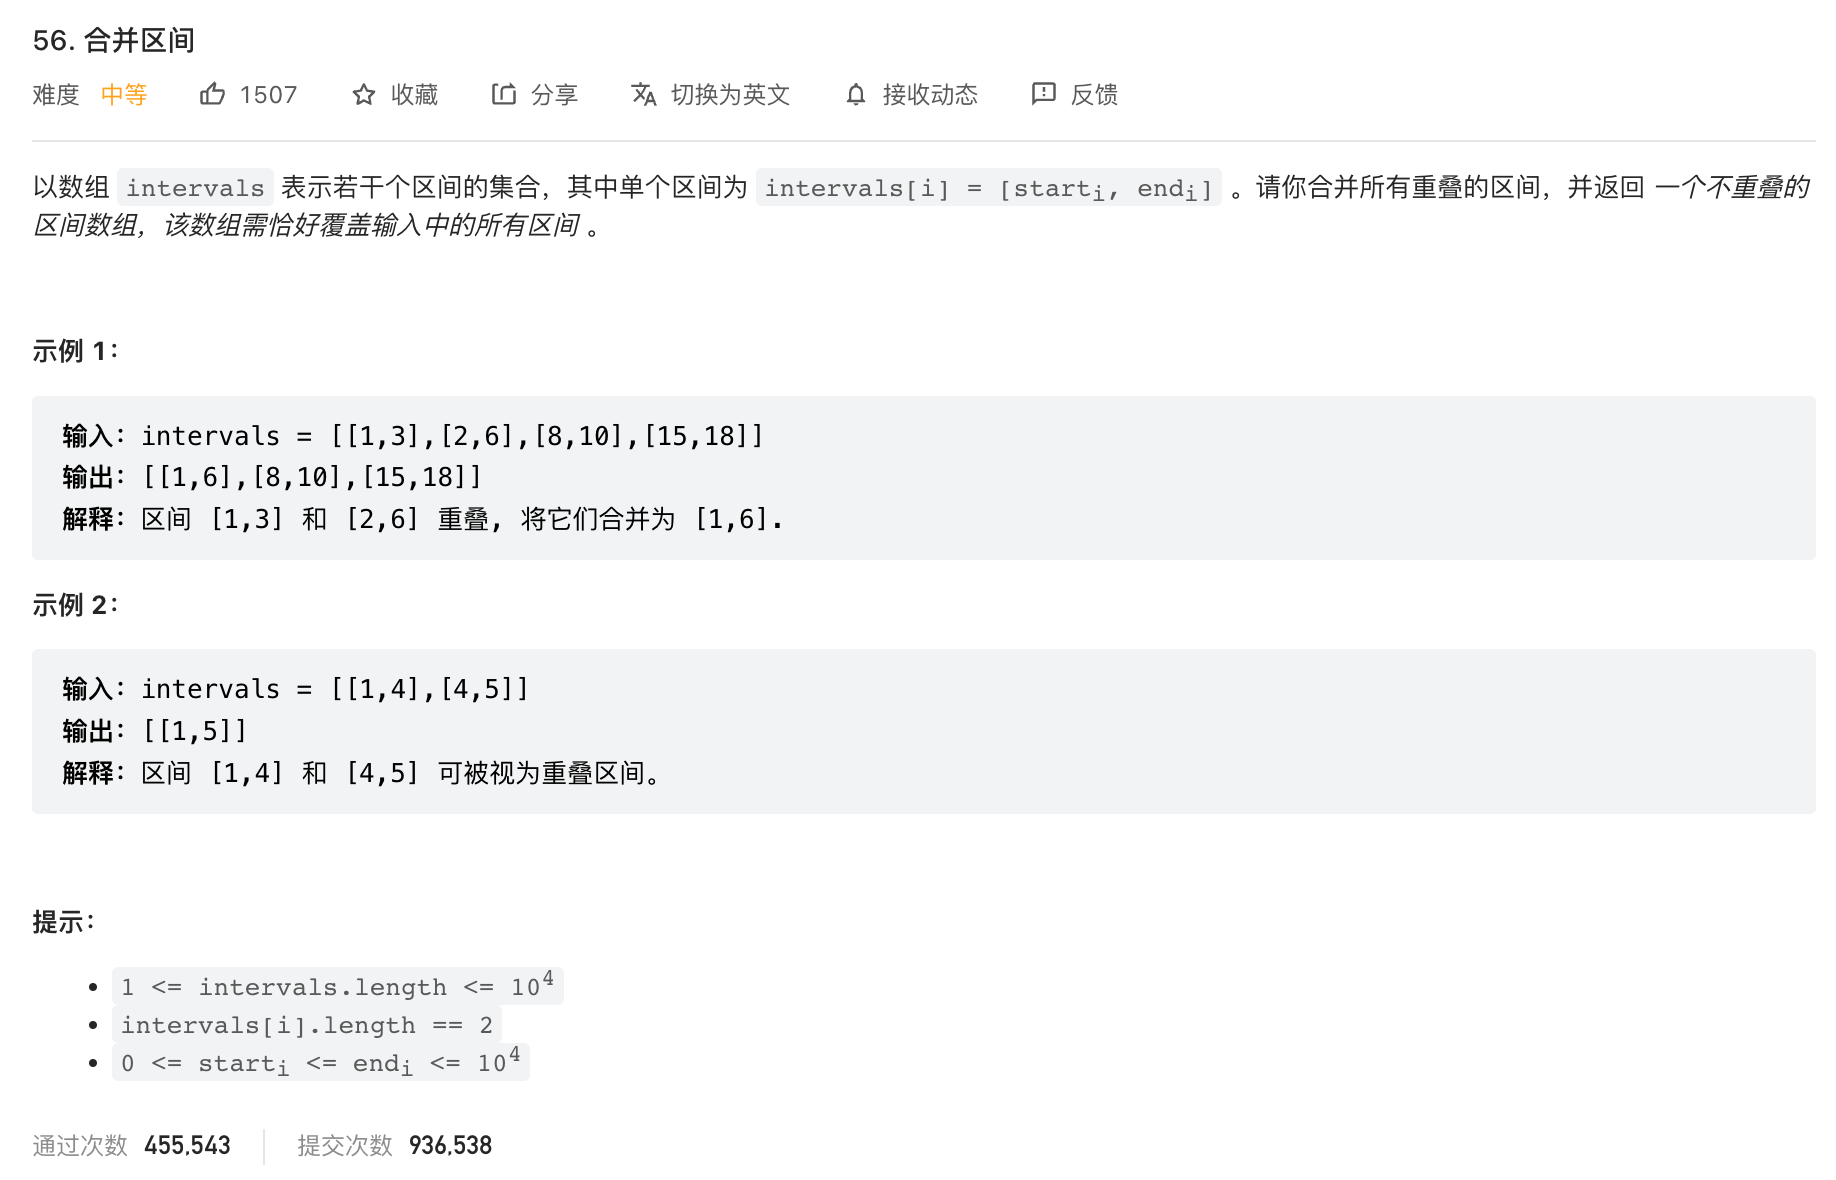 56. 合并区间
难度 中等 1507 收藏 分享 切换为英文 接收动态 反馈
以数组 intervals 表示若干个区间的集合，其中单个区间为 intervals[i] = [starti, endi] 。请你合并所有重叠的区间，并返回 一个不重叠的
区间数组，该数组需恰好覆盖输入中的所有区间 。
示例 1：
输入：intervals = [[1,3],[2,6],[8,10],[15,18]]
输出：[[1,6],[8,10],[15,18]]
解释：区间 [1,3] 和 [2,6] 重叠, 将它们合并为 [1,6].
示例 2：
输入：intervals = [[1,4],[4,5]]
输出：[[1,5]]
解释：区间 [1,4] 和 [4,5] 可被视为重叠区间。
提示：
• 1 <= intervals.length <= 10⁴
• intervals[i].length == 2
• 0 <= starti <= endi <= 10⁴
通过次数 455,543 提交次数 936,538